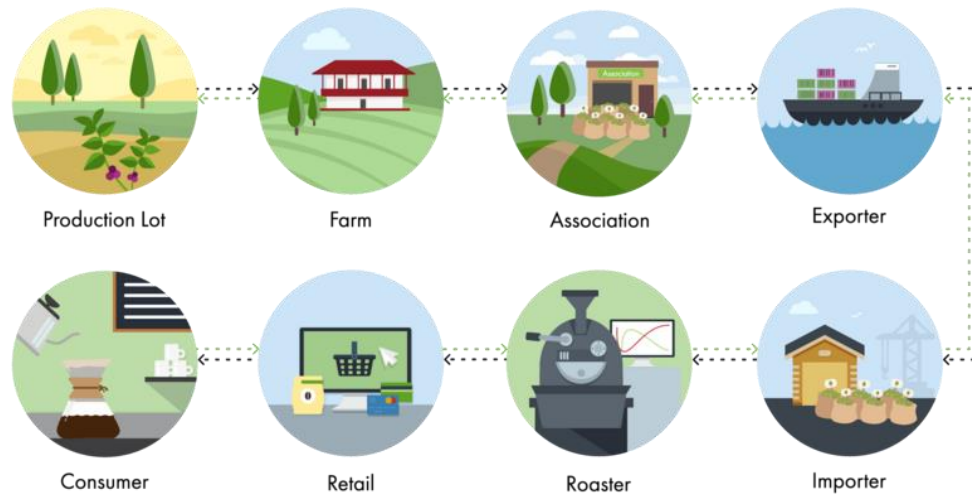 Association
Production Lot
Farm
Association
Exporter
Consumer
Retail
Roaster
Importer